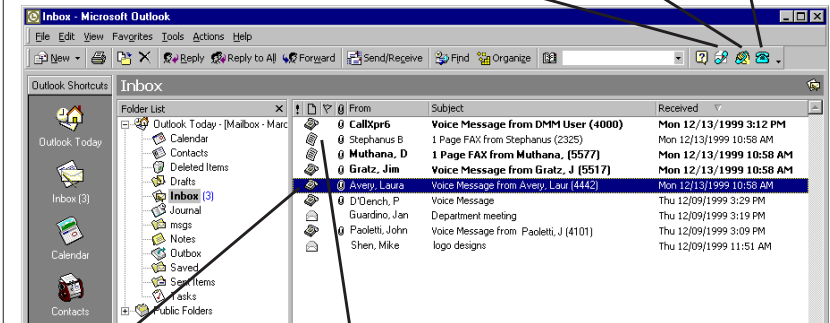 Inbox - Microsoft Outlook
File Edit View Favorites Tools Actions Help
New Reply Reply to All Forward Send/Receive Find Organize
Outlook Shortcuts Inbox
Folder List From Subject Received
Outlook Today - [Mailbox - Marc CallXpr6 Voice Message from DMM User (4000) Mon 12/13/1999 3:12 PM
Calendar Stephanus B 1 Page FAX from Stephanus (2325) Mon 12/13/1999 10:58 AM
Outlook Today Contacts Muthana, D 1 Page FAX from Muthana, (5577) Mon 12/13/1999 10:58 AM
Deleted Items Gratz, Jim Voice Message from Gratz, J (5517) Mon 12/13/1999 10:58 AM
Drafts Avery, Laura Voice Message from Avery, Laur (4442) Mon 12/13/1999 10:58 AM
Inbox (3) Inbox (3) D'Oench, P Voice Message Thu 12/09/1999 3:29 PM
Journal Guardino, Jan Department meeting Thu 12/09/1999 3:19 PM
msgs Paoletti, John Voice Message from Paoletti, J (4101) Thu 12/09/1999 3:09 PM
Notes Shen, Mike logo designs Thu 12/09/1999 11:51 AM
Calendar Outbox
Saved
Sent Items
Tasks
Contacts Public Folders